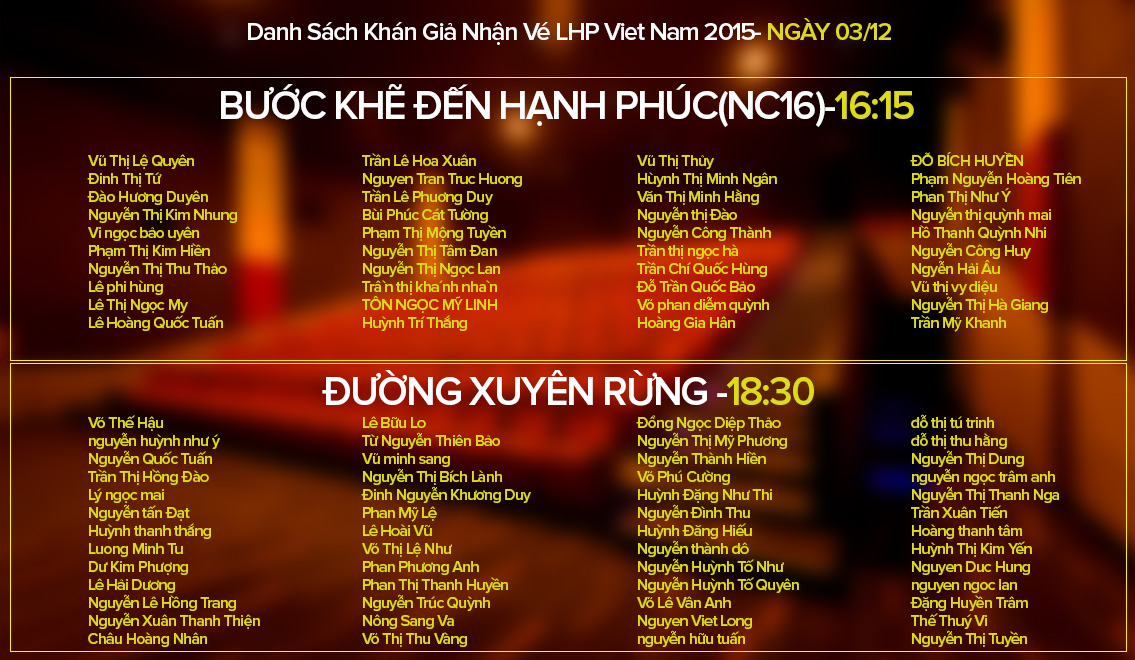 Danh Sách Khán Giả Nhận Vé LHP Viet Nam 2015- NGÀY 03/12
BƯỚC KHẼ ĐẾN HẠNH PHÚC(NC16)-16:15
Vũ Thị Lệ Quyên
Đinh Thị Tứ
Đào Hương Duyên
Nguyễn Thị Kim Nhung
Vi ngọc bảo uyên
Phạm Thị Kim Hiền
Nguyễn Thị Thu Thảo
Lê phi hùng
Lê Thị Ngọc My
Lê Hoàng Quốc Tuấn
Trần Lê Hoa Xuân
Nguyen Tran Truc Huong
Trần Lê Phương Duy
Bùi Phúc Cát Tường
Phạm Thị Mộng Tuyền
Nguyễn Thị Tâm Đan
Nguyễn Thị Ngọc Lan
Trần thị khánh nhàn
TÔN NGỌC MỸ LINH
Huỳnh Trí Thắng
Vũ Thị Thùy
Hùynh Thị Minh Ngân
Văn Thị Minh Hằng
Nguyễn thị Đào
Nguyễn Công Thành
Trần thị ngọc hà
Trần Chí Quốc Hùng
Đỗ Trần Quốc Bảo
Võ phan diễm quỳnh
Hoàng Gia Hân
ĐỖ BÍCH HUYỀN
Phạm Nguyễn Hoàng Tiên
Phan Thị Như Ý
Nguyễn thị quỳnh mai
Hồ Thanh Quỳnh Nhi
Nguyễn Công Huy
Ngyễn Hải Âu
Vũ thị vy diệu
Nguyễn Thị Hà Giang
Trần Mỹ Khanh
ĐƯỜNG XUYÊN RỪNG -18:30
Võ Thế Hậu
nguyễn huỳnh như ý
Nguyễn Quốc Tuấn
Trần Thị Hồng Đào
Lý ngọc mai
Nguyễn tấn Đạt
Huỳnh thanh thắng
Luong Minh Tu
Dư Kim Phượng
Lê Hải Dương
Nguyễn Lê Hồng Trang
Nguyễn Xuân Thanh Thiện
Châu Hoàng Nhân
Lê Bữu Lo
Từ Nguyễn Thiên Bảo
Vũ minh sang
Nguyễn Thị Bích Lành
Đinh Nguyễn Khương Duy
Phan Mỹ Lệ
Lê Hoài Vũ
Võ Thị Lệ Như
Phan Phương Anh
Phan Thị Thanh Huyền
Nguyễn Trúc Quỳnh
Nông Sang Va
Võ Thị Thu Vàng
Đồng Ngọc Diệp Thảo
Nguyễn Thị Mỹ Phương
Nguyễn Thành Hiền
Võ Phú Cường
Huỳnh Đặng Như Thi
Nguyễn Đình Thu
Huỳnh Đăng Hiếu
Nguyễn thành dô
Nguyễn Huỳnh Tố Như
Nguyễn Huỳnh Tố Quyên
Võ Lê Vân Anh
Nguyen Viet Long
nguyễn hữu tuấn
dỗ thị tú trinh
dỗ thị thu hằng
Nguyễn Thị Dung
nguyễn ngọc trâm anh
Nguyễn Thị Thanh Nga
Trần Xuân Tiến
Hoàng thanh tâm
Huỳnh Thị Kim Yến
Nguyen Duc Hung
nguyen ngoc lan
Đặng Huyền Trâm
Thế Thuý Vi
Nguyễn Thị Tuyền